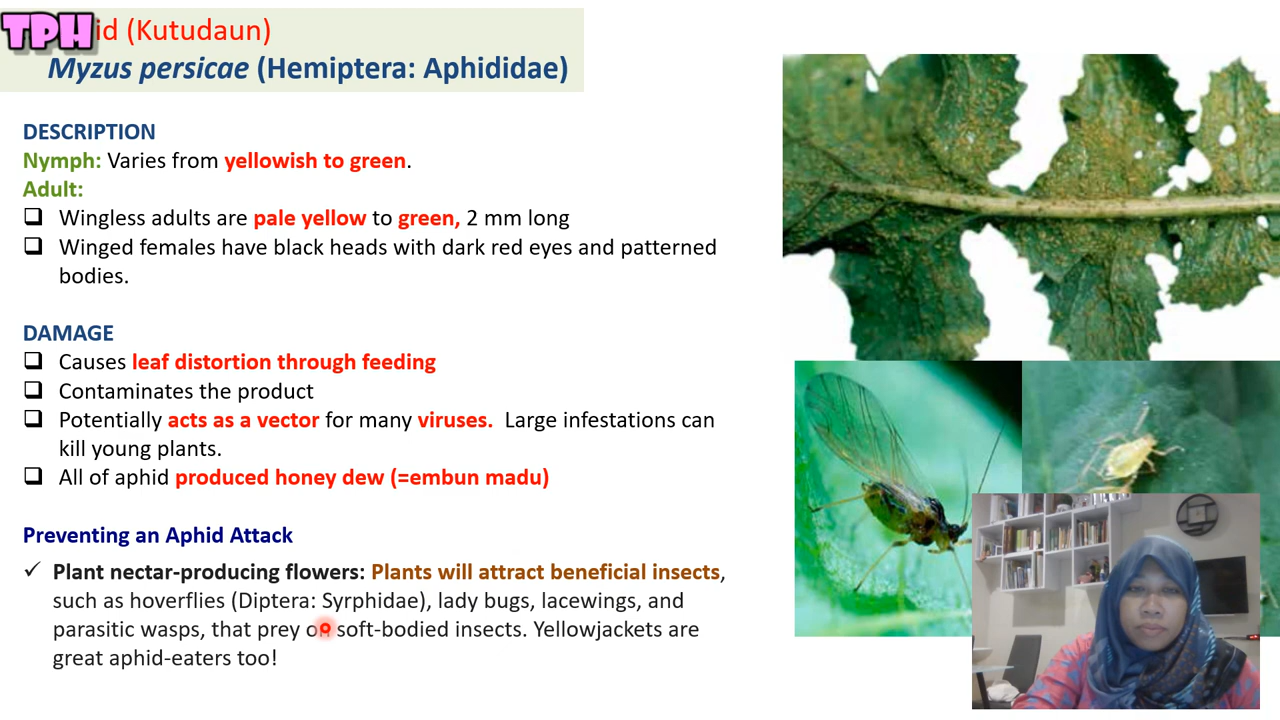 TPH id (Kutudaun)
Myzus persicae (Hemiptera: Aphididae)
DESCRIPTION
Nymph: Varies from yellowish to green.
Adult:
❑ Wingless adults are pale yellow to green, 2 mm long
❑ Winged females have black heads with dark red eyes and patterned
bodies.
DAMAGE
❑ Causes leaf distortion through feeding
❑ Contaminates the product
❑ Potentially acts as a vector for many viruses. Large infestations can
kill young plants.
❑ All of aphid produced honey dew (=embun madu)
Preventing an Aphid Attack
✓ Plant nectar-producing flowers: Plants will attract beneficial insects,
such as hoverflies (Diptera: Syrphidae), lady bugs, lacewings, and
parasitic wasps, that prey on soft-bodied insects. Yellowjackets are
great aphid-eaters too!